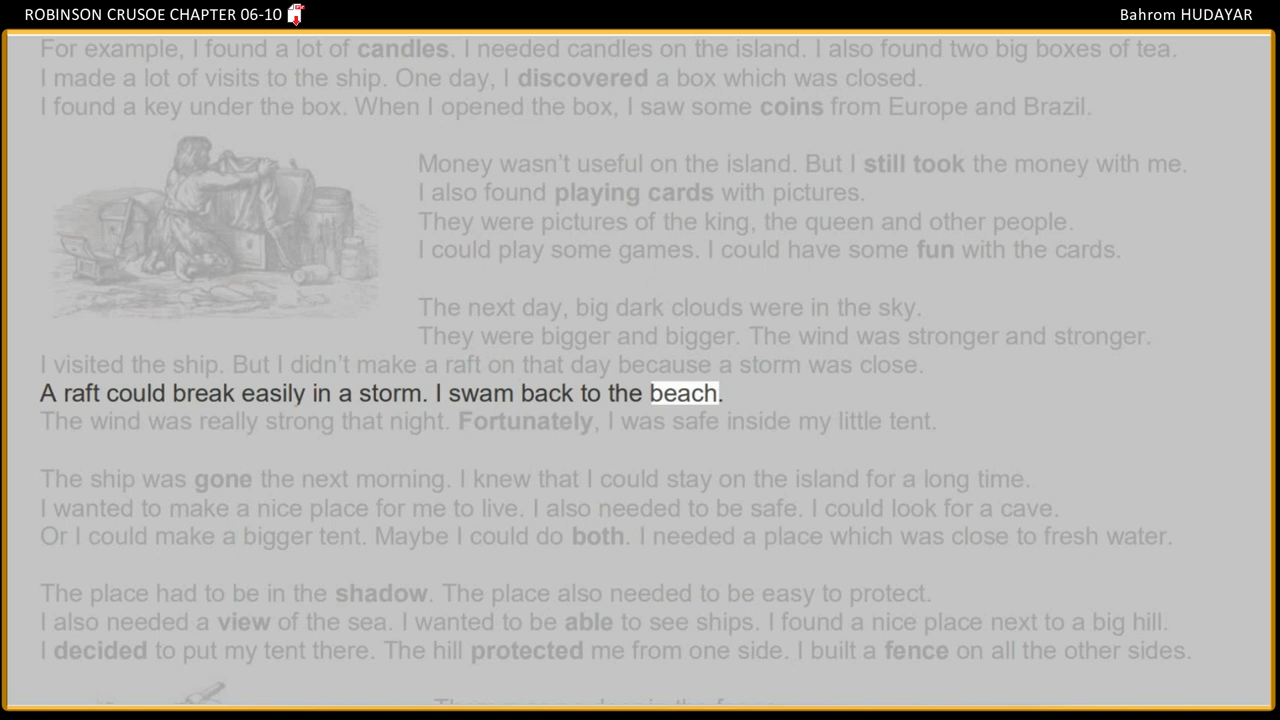 ROBINSON CRUSOE CHAPTER 06-10
Bahrom HUDAYAR
For example, I found a lot of candles. I needed candles on the island. I also found two big boxes of tea.
I made a lot of visits to the ship. One day, I discovered a box which was closed.
I found a key under the box. When I opened the box, I saw some coins from Europe and Brazil.
Money wasn’t useful on the island. But I still took the money with me.
I also found playing cards with pictures.
They were pictures of the king, the queen and other people.
I could play some games. I could have some fun with the cards.
The next day, big dark clouds were in the sky.
They were bigger and bigger. The wind was stronger and stronger.
I visited the ship. But I didn’t make a raft on that day because a storm was close.
A raft could break easily in a storm. I swam back to the beach.
The wind was really strong that night. Fortunately, I was safe inside my little tent.
The ship was gone the next morning. I knew that I could stay on the island for a long time.
I wanted to make a nice place for me to live. I also needed to be safe. I could look for a cave.
Or I could make a bigger tent. Maybe I could do both. I needed a place which was close to fresh water.
The place had to be in the shadow. The place also needed to be easy to protect.
I also needed a view of the sea. I wanted to be able to see ships. I found a nice place next to a big hill.
I decided to put my tent there. The hill protected me from one side. I built a fence on all the other sides.